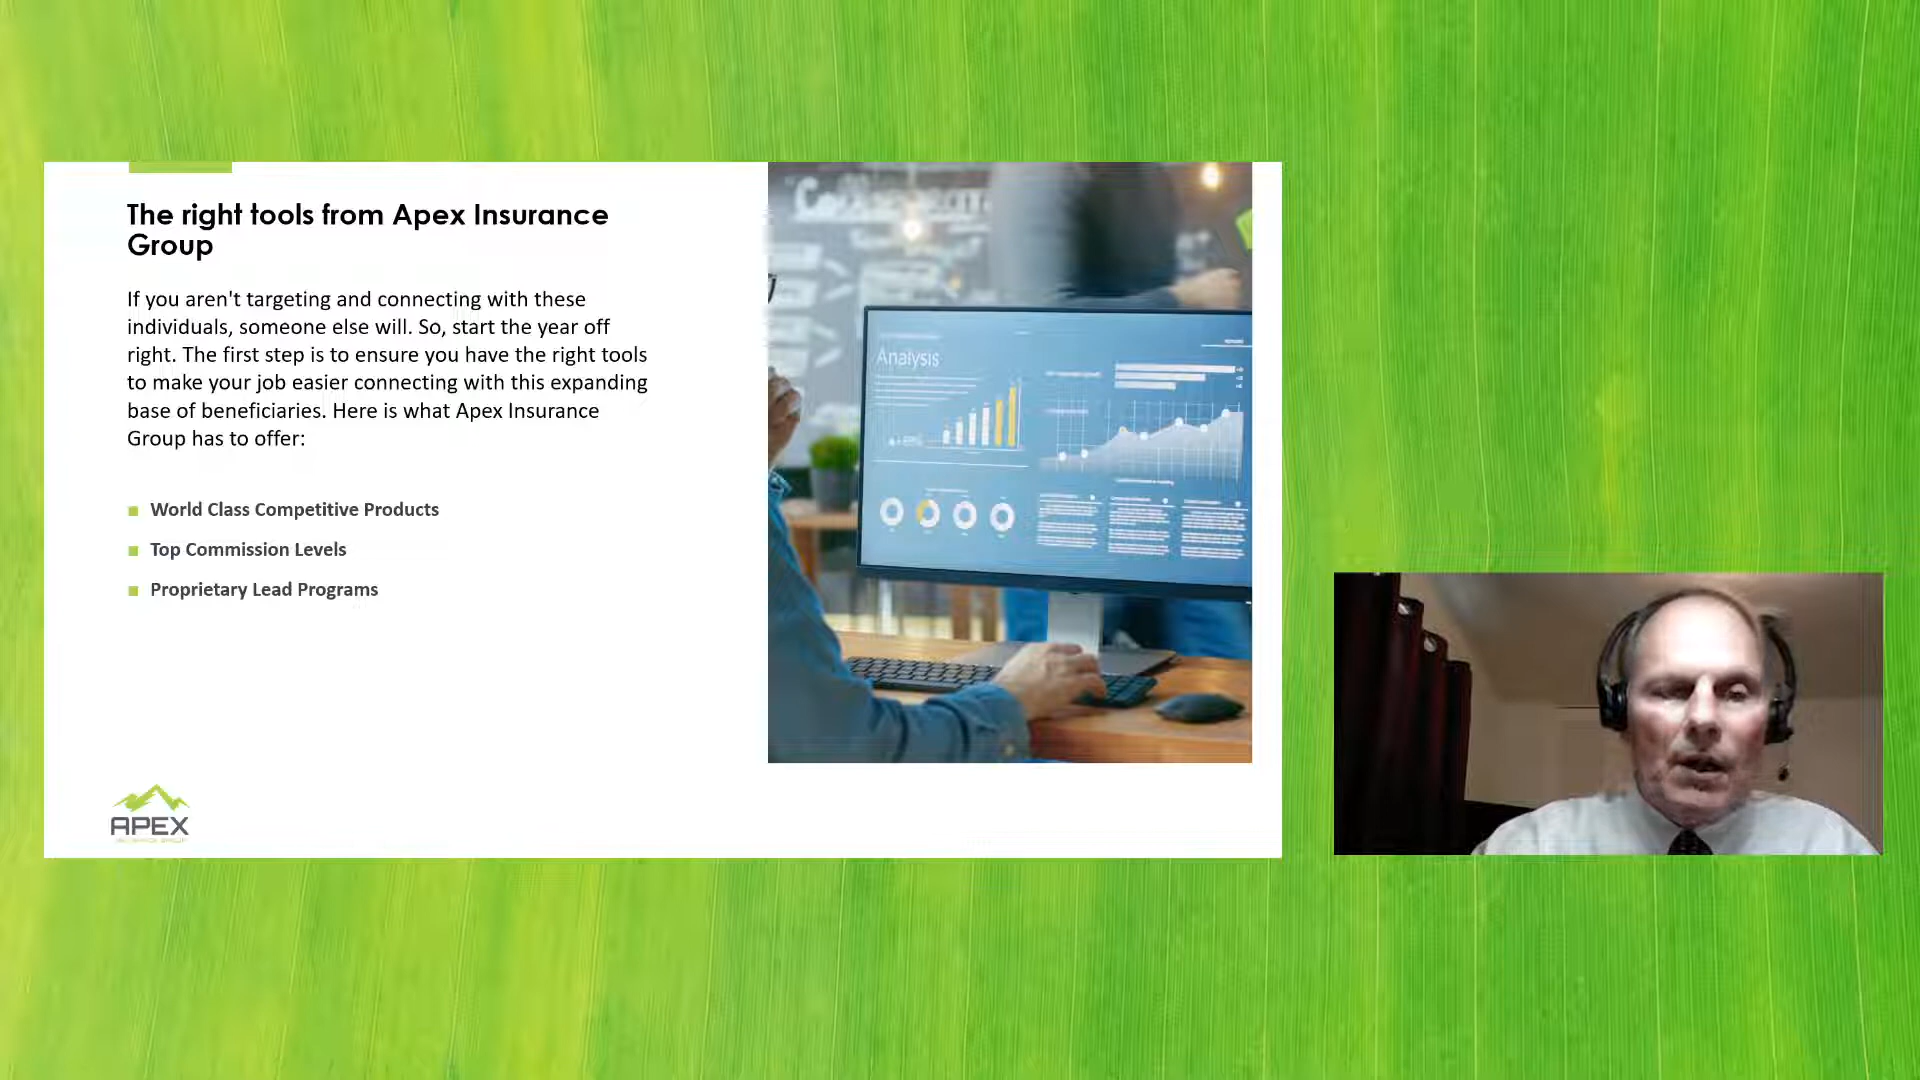 The right tools from Apex Insurance
Group
If you aren't targeting and connecting with these
individuals, someone else will. So, start the year off
right. The first step is to ensure you have the right tools
to make your job easier connecting with this expanding
base of beneficiaries. Here is what Apex Insurance
Group has to offer:
World Class Competitive Products
Top Commission Levels
Proprietary Lead Programs
Analysis
APEX